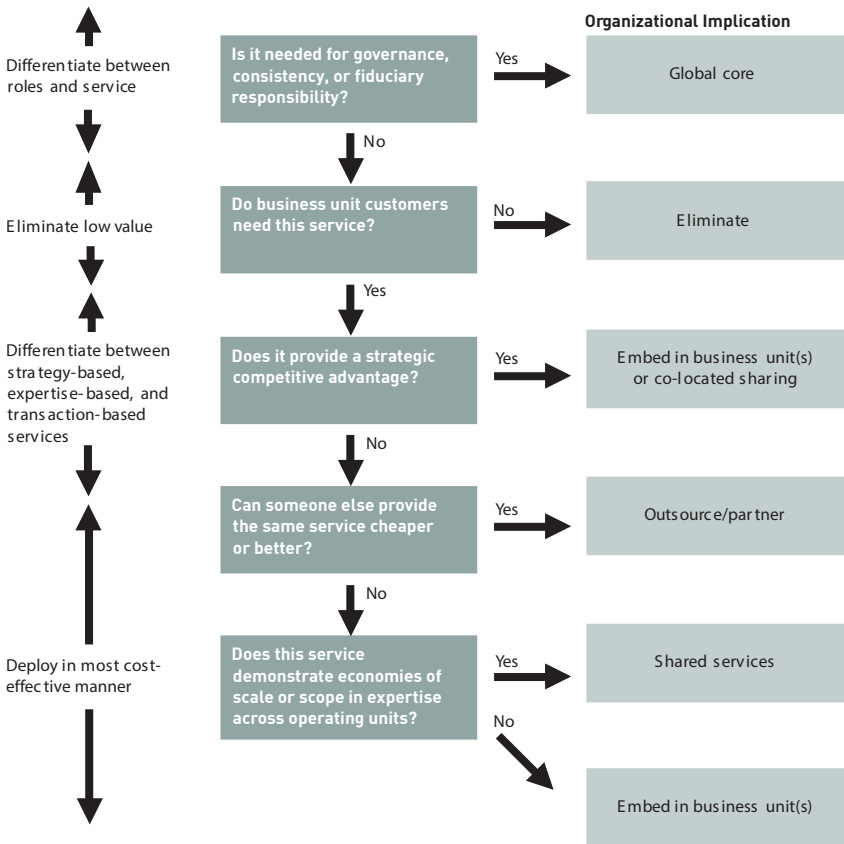 Organizational Implication
Differentiate between
roles and service
Is it needed for governance,
consistency, or fiduciary
responsibility?
Yes
Global core
No
Eliminate low value
Do business unit customers
need this service?
No
Eliminate
Yes
Differentiate between
strategy-based,
expertise-based, and
transaction-based
services
Does it provide a strategic
competitive advantage?
Yes
Embed in business unit(s)
or co-located sharing
No
Can someone else provide
the same service cheaper
or better?
Yes
Outsource/partner
No
Deploy in most cost-
effective manner
Does this service
demonstrate economies of
scale or scope in expertise
across operating units?
Yes
Shared services
No
Embed in business unit(s)